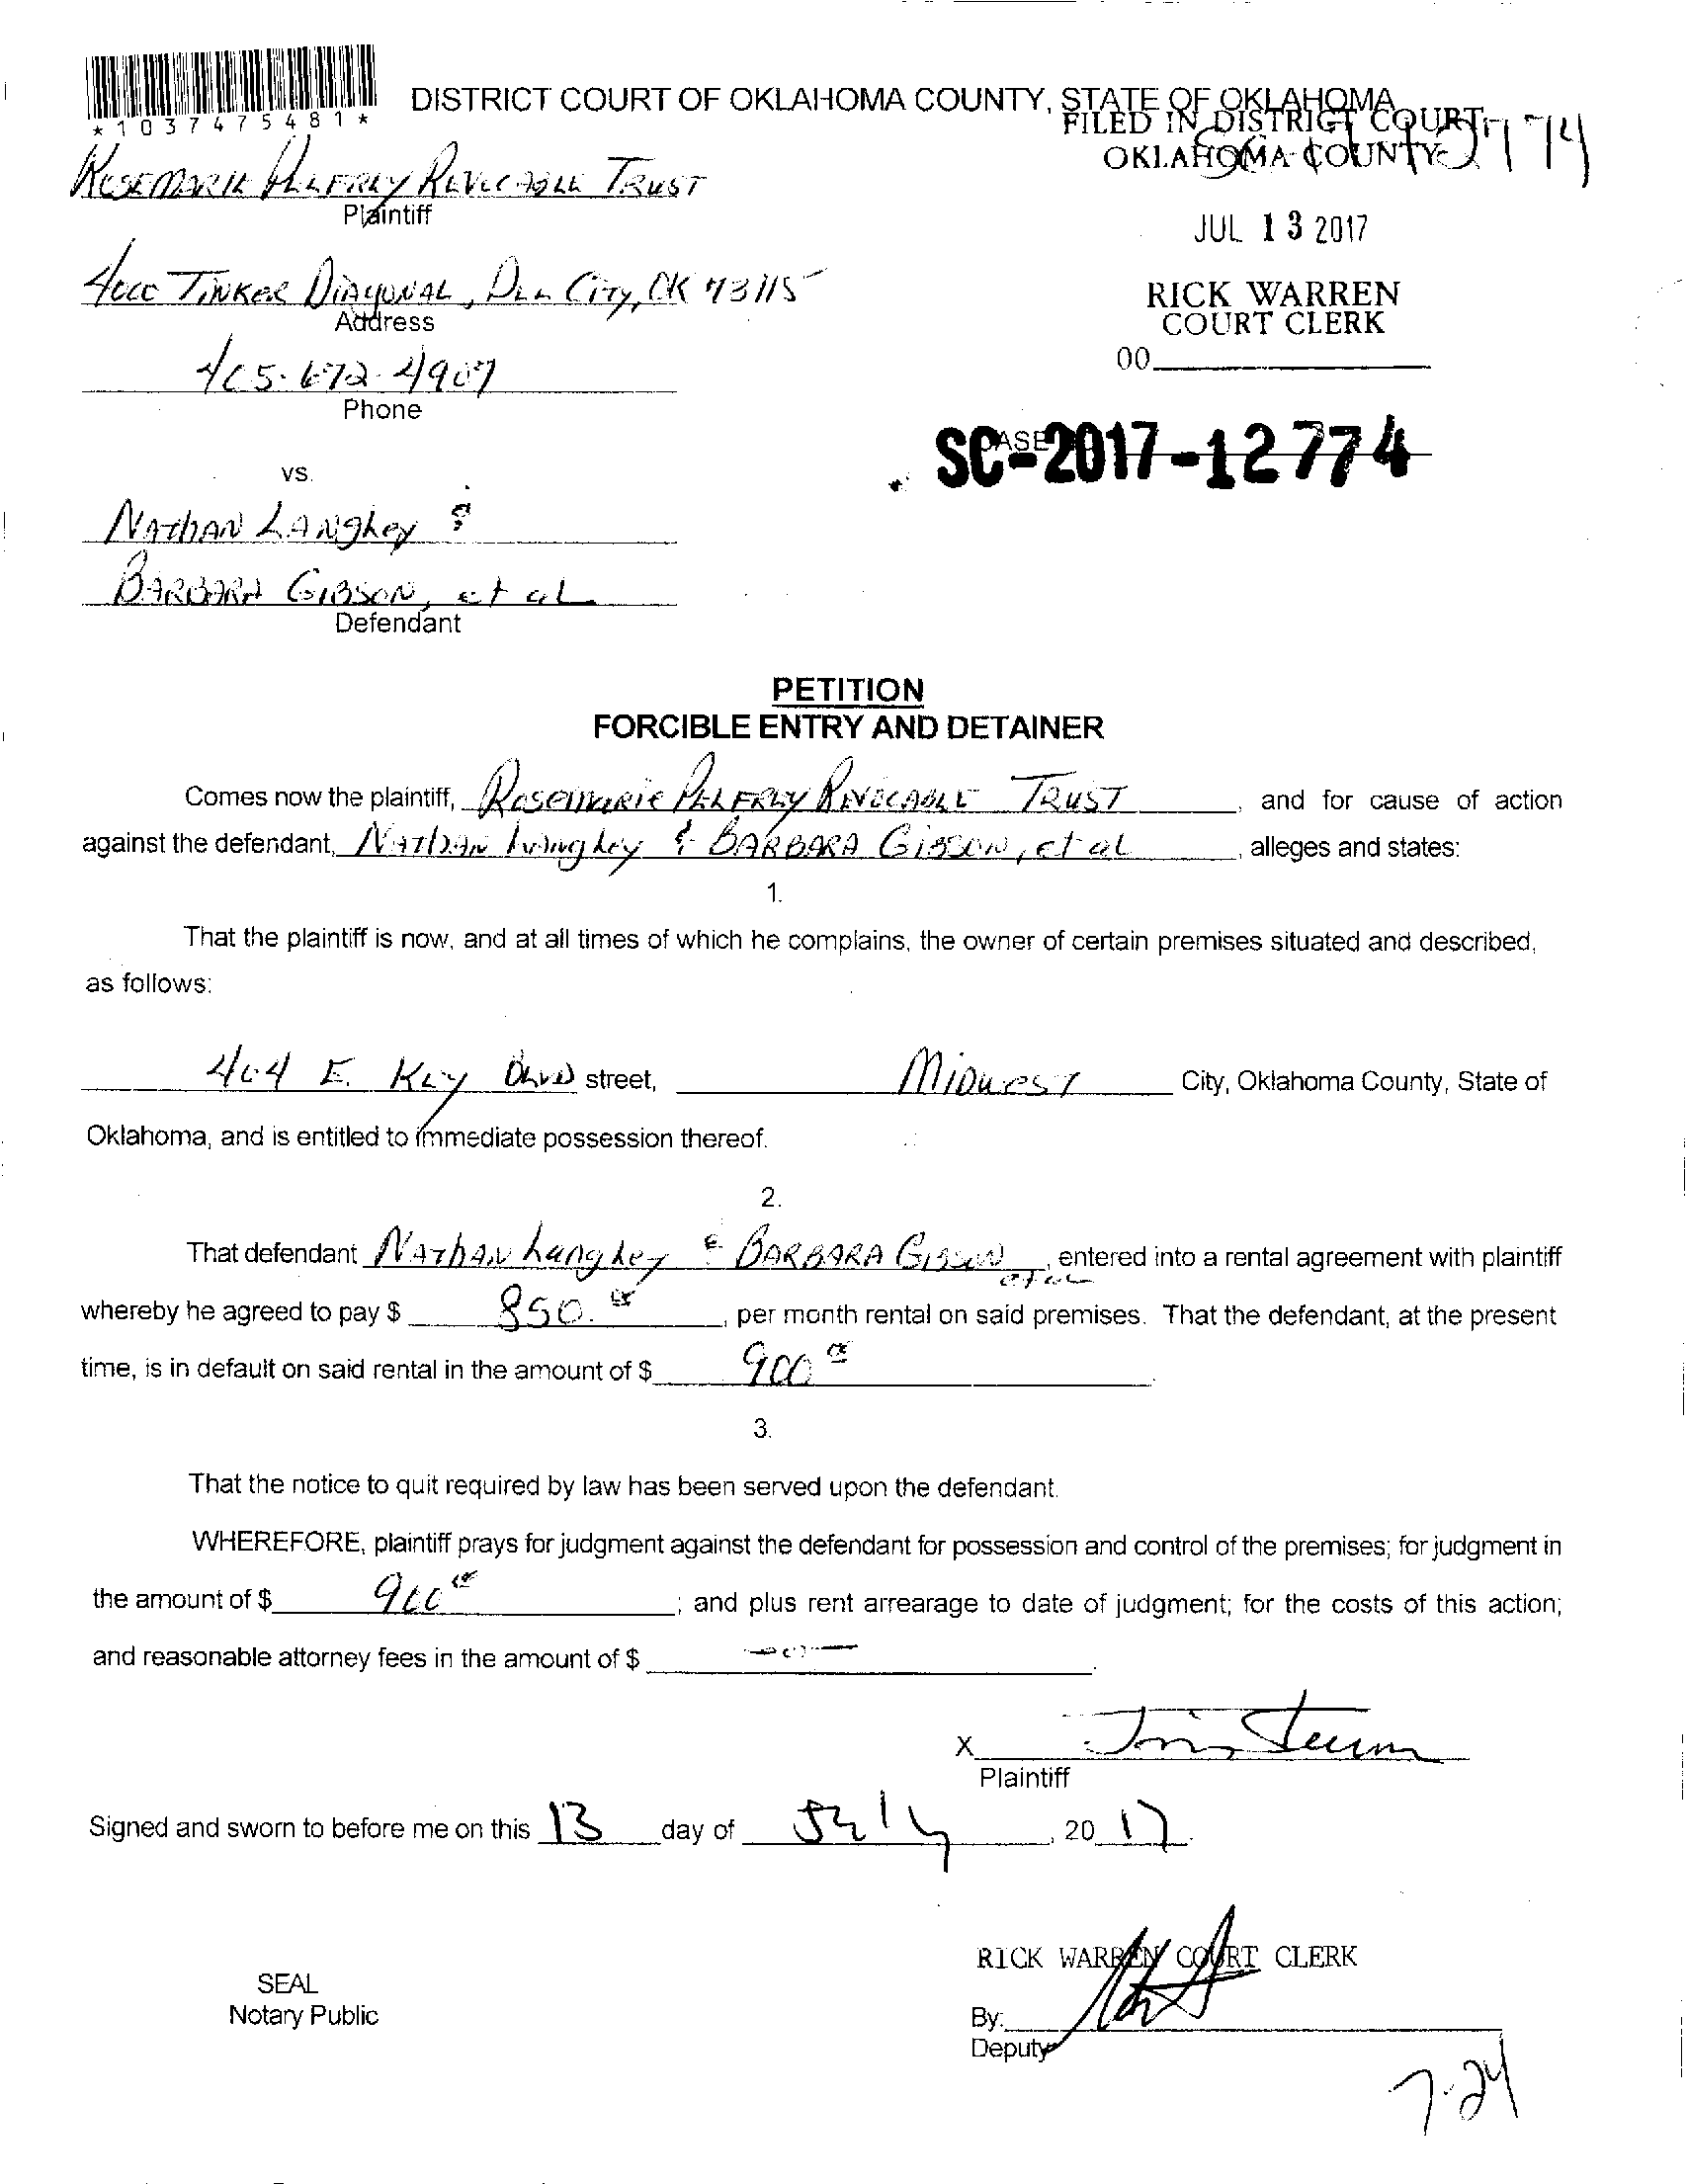 *1037475481*
DISTRICT COURT OF OKLAHOMA COUNTY, STATE OF OKLAHOMA
FILED IN DISTRICT COURT
OKLAHOMA COUNTY
ROSEMARIE PELFREY REVOCABLE TRUST
Plaintiff
JUL 13 2017
4000 TINKER DIAGONAL, DEL CITY, OK 73115
Address
RICK WARREN
COURT CLERK
405-672-4907
Phone
00
SC-2017-12774
vs.
NATHAN LANGLEY &
BARBARA GIBSON, et al
Defendant
PETITION
FORCIBLE ENTRY AND DETAINER
Comes now the plaintiff, Rosemarie PELFREY REVOCABLE TRUST, and for cause of action
against the defendant, NATHAN Langley & BARBARA GIBSON, et al, alleges and states:
1.
That the plaintiff is now, and at all times of which he complains, the owner of certain premises situated and described,
as follows:
404 E. KEY BLVD street, MIDWEST City, Oklahoma County, State of
Oklahoma, and is entitled to immediate possession thereof.
2.
That defendant NATHAN Langley & BARBARA GIBSON et al, entered into a rental agreement with plaintiff
whereby he agreed to pay $ 850.00, per month rental on said premises. That the defendant, at the present
time, is in default on said rental in the amount of $ 900 00.
3.
That the notice to quit required by law has been served upon the defendant.
WHEREFORE, plaintiff prays for judgment against the defendant for possession and control of the premises; for judgment in
the amount of $ 900 00; and plus rent arrearage to date of judgment; for the costs of this action;
and reasonable attorney fees in the amount of $ -0-.
X
Plaintiff
Signed and sworn to before me on this 13 day of July, 20 17.
RICK WARREN COURT CLERK
SEAL
Notary Public
By:
Deputy
7-24